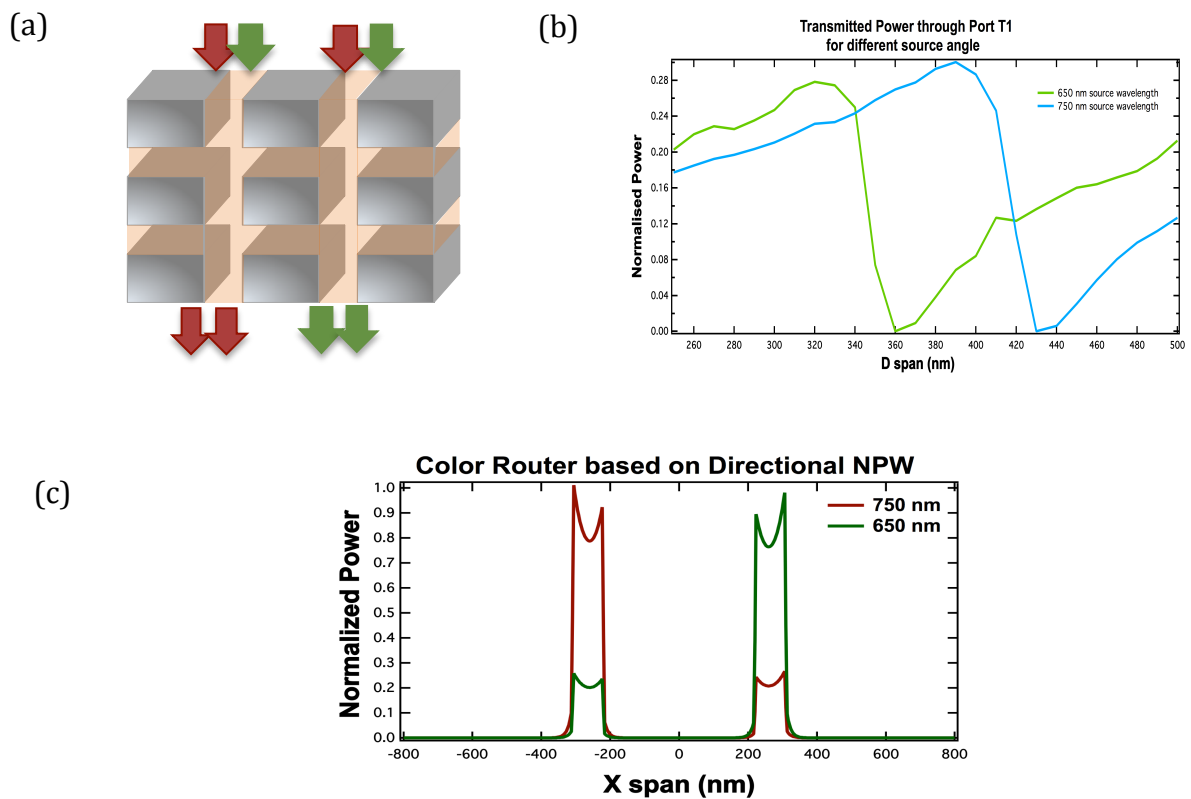 (a)
(b)
Transmitted Power through Port T1
for different source angle
0.28
0.24
0.20
0.16
0.12
0.08
0.04
0.00
Normalised Power
650 nm source wavelength
750 nm source wavelength
260 280 300 320 340 360 380 400 420 440 460 480 500
D span (nm)
(c)
Color Router based on Directional NPW
1.0
0.9
0.8
0.7
0.6
0.5
0.4
0.3
0.2
0.1
0.0
Normalized Power
750 nm
650 nm
-800 -600 -400 -200 0 200 400 600 800
X span (nm)